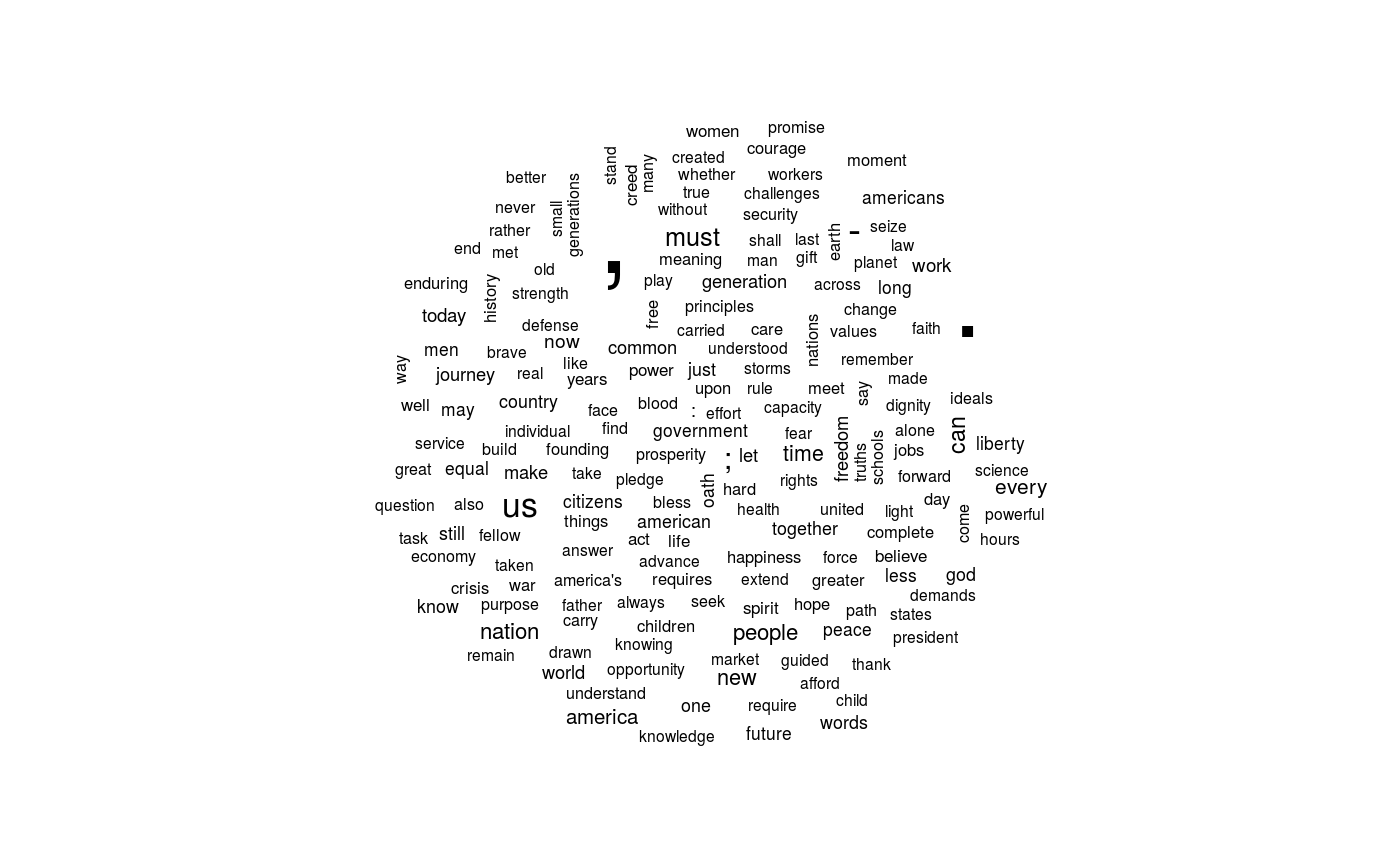 women promise
stand creed many created courage moment
better generations whether workers
true challenges americans
never small without security
rather must shall last earth - seize
end met meaning man gift law
old , planet work
enduring history strength play generation across long
today free principles change
defense carried care nations values faith .
men brave now common understood remember
way journey real like years power just storms made
upon rule meet say
well may country face blood : effort capacity dignity ideals
service individual find government fear freedom alone can liberty
build founding prosperity ; let time truths schools jobs
great equal make take pledge oath hard rights forward science
every
question also us citizens bless health united light day powerful
things american together complete come
task still fellow act life hours
economy answer advance happiness force believe
taken
crisis war america's requires extend greater less god
know purpose father always seek spirit hope path demands
carry states
nation children people peace president
remain drawn knowing
world opportunity market guided thank
understand new afford
america one require child
knowledge future words